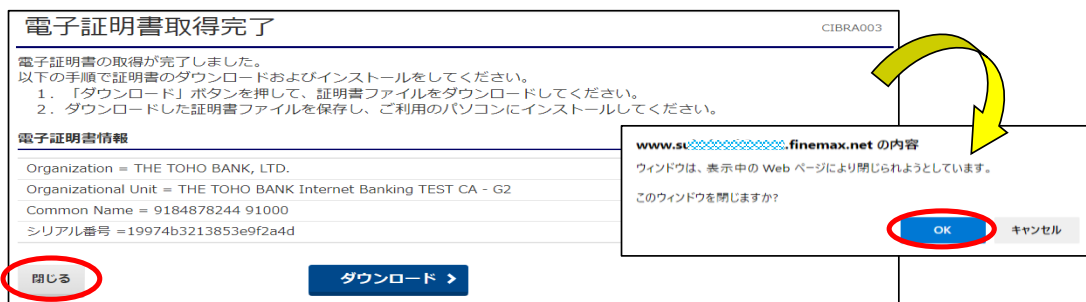 電子証明書取得完了
CIBRA003
電子証明書の取得が完了しました。
以下の手順で証明書のダウンロードおよびインストールをしてください。
１．「ダウンロード」ボタンを押して、証明書ファイルをダウンロードしてください。
２．ダウンロードした証明書ファイルを保存し、ご利用のパソコンにインストールしてください。
電子証明書情報
Organization = THE TOHO BANK, LTD.
Organizational Unit = THE TOHO BANK Internet Banking TEST CA - G2
Common Name = 9184878244 91000
シリアル番号 =19974b3213853e9f2a4d
閉じる
ダウンロード >
www.su.finemax.net の内容
ウィンドウは、表示中の Web ページにより閉じられようとしています。
このウィンドウを閉じますか?
OK
キャンセル